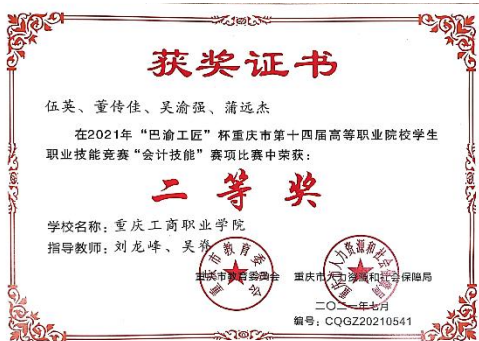 获奖证书
伍英、董传佳、吴渝强、蒲远杰
在2021年“巴渝工匠”杯重庆市第十四届高等职业院校学生
职业技能竞赛“会计技能”赛项比赛中荣获：
二等奖
学校名称：重庆工商职业学院
指导教师：刘龙峰、吴
重庆市教育委员会 重庆市人力资源和社会保障局
二〇二一年七月
编号：CQGZ20210541